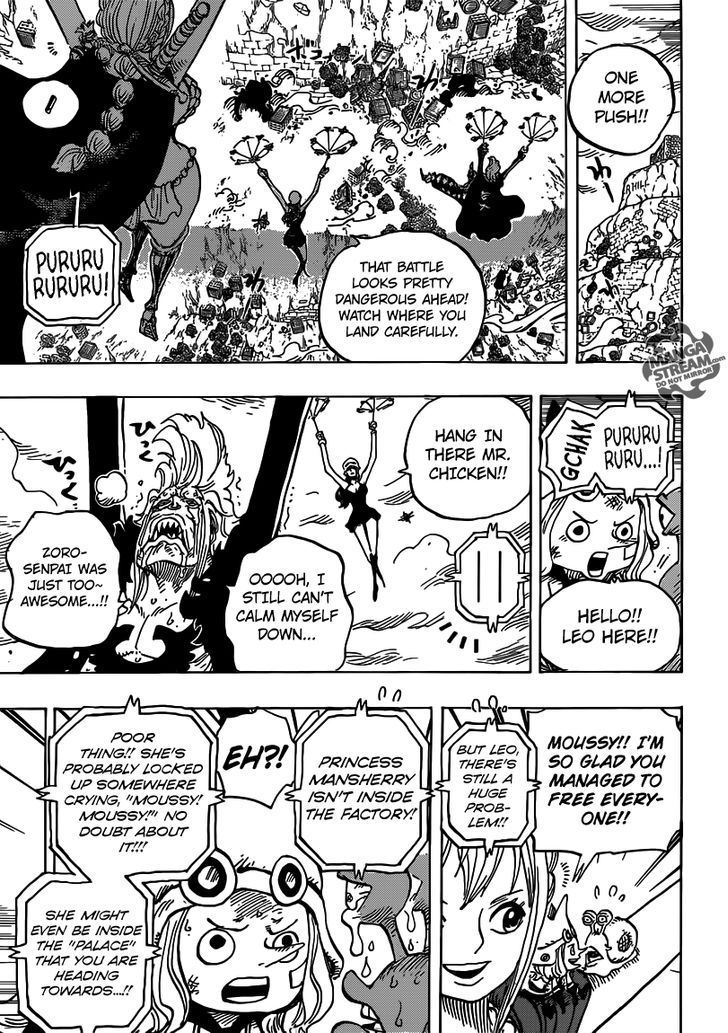 ONE
MORE
PUSH!!
PURURU
RURURU!
THAT BATTLE
LOOKS PRETTY
DANGEROUS AHEAD!
WATCH WHERE YOU
LAND CAREFULLY.
MANGA
STREAM.com
DO NOT MIRROR
PURURU
RURU...!
GCHAK
HELLO!!
LEO HERE!!
HANG IN
THERE MR.
CHICKEN!!
!!
OOOOH, I
STILL CAN'T
CALM MYSELF
DOWN...
ZORO-
SENPAI WAS
JUST TOO~
AWESOME...!!
MOUSSY!! I'M
SO GLAD YOU
MANAGED TO
FREE EVERY-
ONE!!
BUT LEO,
THERE'S
STILL A
HUGE
PROB-
LEM!!
PRINCESS
MANSHERRY
ISN'T INSIDE
THE FACTORY!
EH?!
POOR
THING!! SHE'S
PROBABLY LOCKED
UP SOMEWHERE
CRYING, "MOUSSY!
MOUSSY!" NO
DOUBT ABOUT
IT!!!
SHE MIGHT
EVEN BE INSIDE
THE "PALACE"
THAT YOU ARE
HEADING
TOWARDS...!!